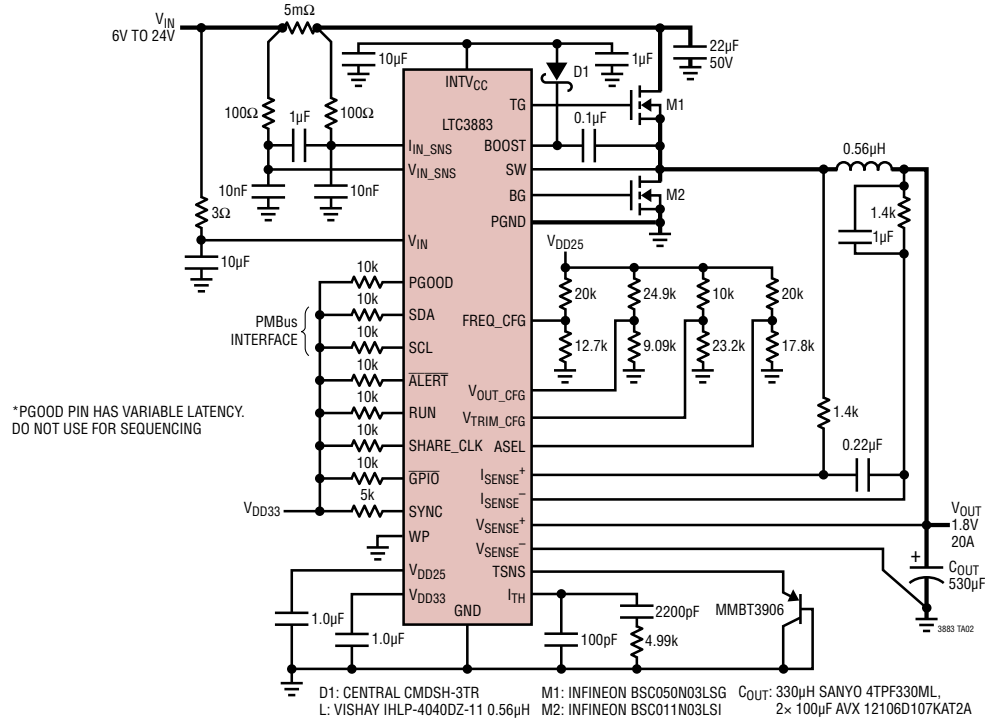 VIN
6V TO 24V
5mΩ
10µF
1µF
22µF
50V
D1
INTVCC
100Ω
1µF
100Ω
LTC3883
TG
M1
0.1µF
IIN_SNS
BOOST
0.56µH
VIN_SNS
SW
10nF
10nF
BG
M2
1.4k
3Ω
PGND
1µF
VIN
VDD25
10µF
10k
PGOOD
20k
24.9k
10k
20k
10k
SDA
PMBus
INTERFACE
FREQ_CFG
10k
SCL
12.7k
9.09k
23.2k
17.8k
10k
ALERT
VOUT_CFG
*PGOOD PIN HAS VARIABLE LATENCY.
DO NOT USE FOR SEQUENCING
10k
RUN
VTRIM_CFG
1.4k
10k
SHARE_CLK
ASEL
0.22µF
10k
GPIO
ISENSE+
ISENSE–
5k
VDD33
SYNC
VSENSE+
VOUT
1.8V
20A
WP
VSENSE–
+
COUT
530µF
VDD25
TSNS
VDD33
ITH
GND
2200pF
MMBT3906
3883 TA02
1.0µF
1.0µF
100pF
4.99k
D1: CENTRAL CMDSH-3TR
L: VISHAY IHLP-4040DZ-11 0.56µH
M1: INFINEON BSC050N03LSG
M2: INFINEON BSC011N03LSI
COUT: 330µH SANYO 4TPF330ML,
2× 100µF AVX 12106D107KAT2A